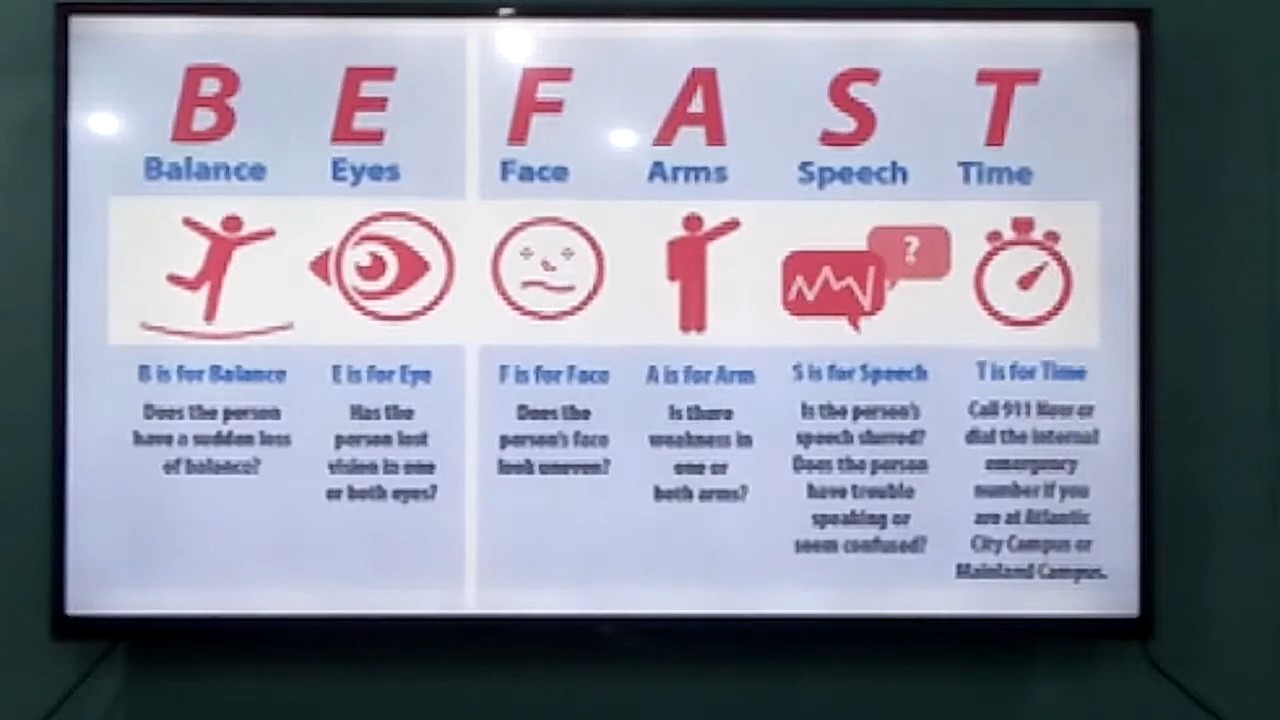 B E F A S T
Balance Eyes Face Arms Speech Time
?
B is for Balance
Does the person
have a sudden loss
of balance?
E is for Eye
Has the
person lost
vision in one
or both eyes?
F is for Face
Does the
person's face
look uneven?
A is for Arm
Is there
weakness in
one or
both arms?
S is for Speech
Is the person's
speech slurred?
Does the person
have trouble
speaking or
seem confused?
T is for Time
Call 911 Now or
dial the internal
emergency
number if you
are at Atlantic
City Campus or
Mainland Campus.